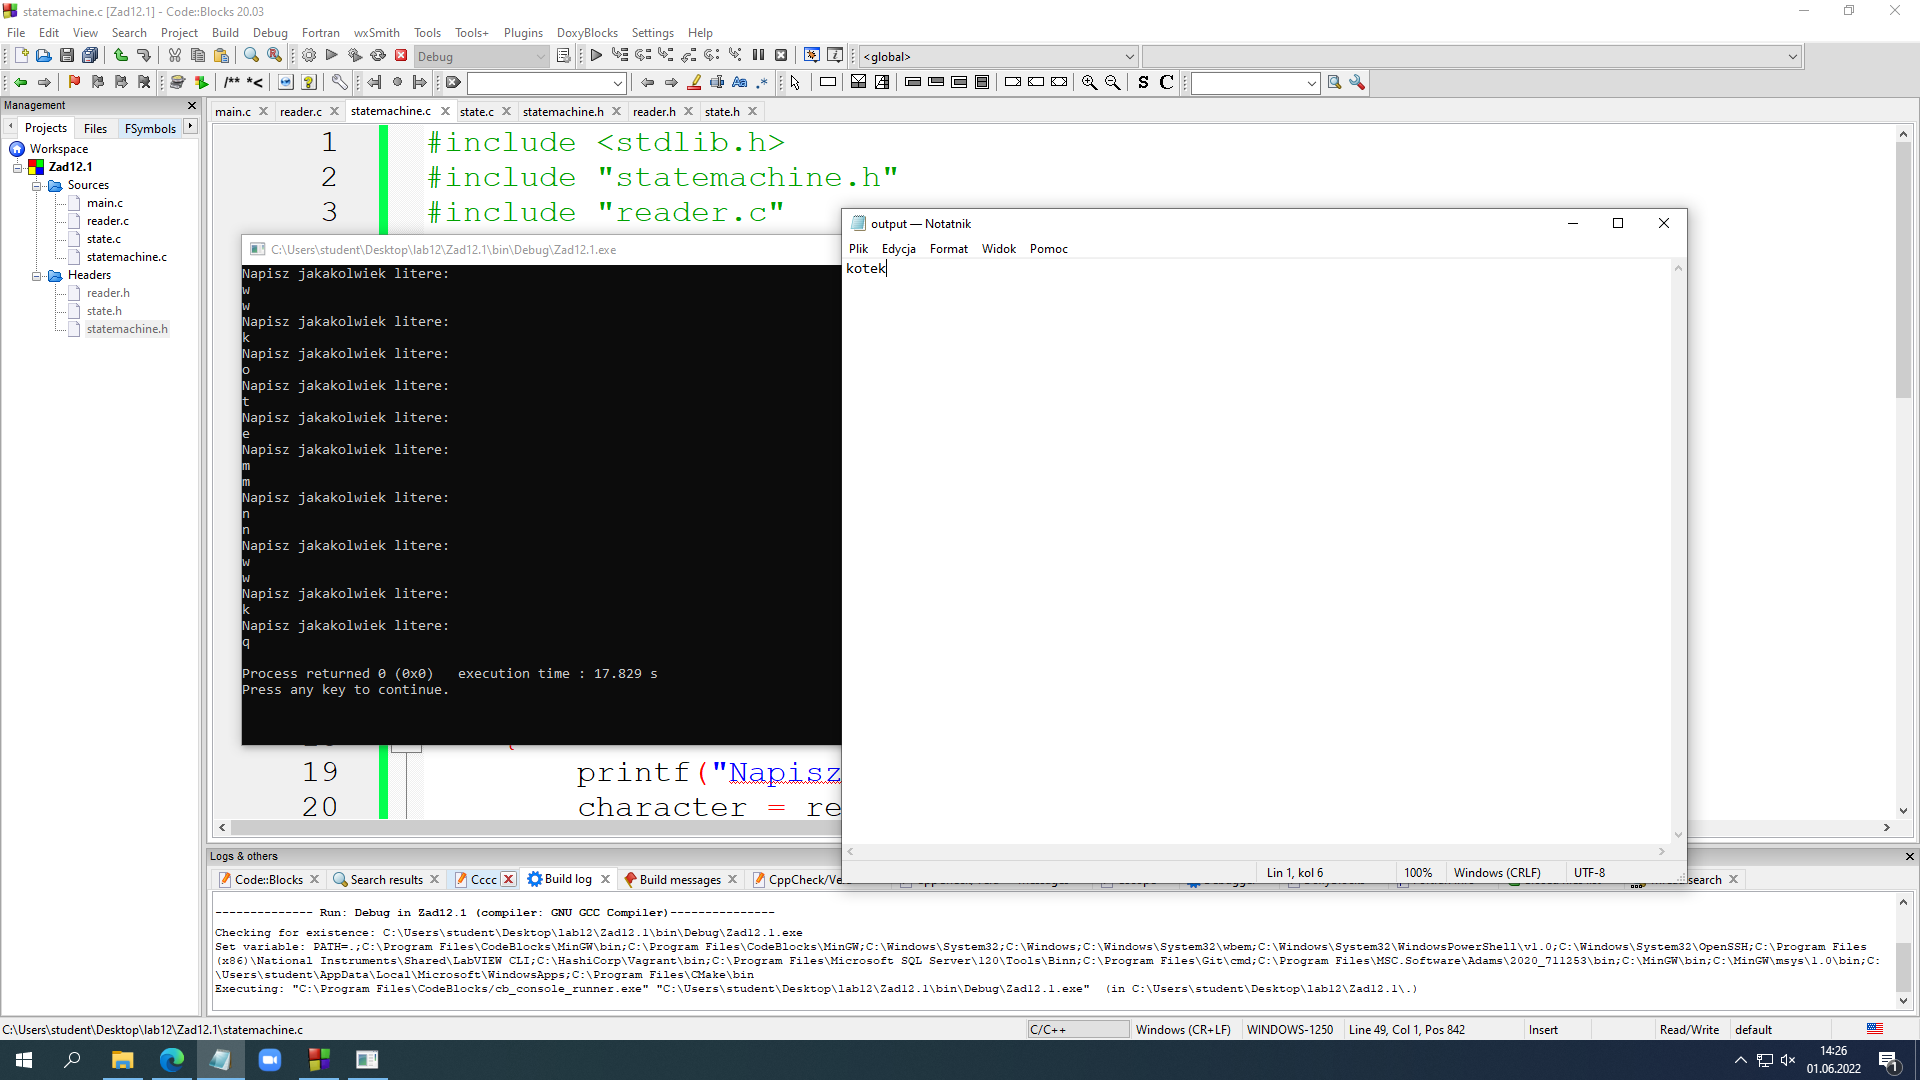 statemachine.c [Zad12.1] - Code::Blocks 20.03
File Edit View Search Project Build Debug Fortran wxSmith Tools Tools+ Plugins DoxyBlocks Settings Help
Debug
<global>
/** *<
Aa .*
S C
Management
Projects Files FSymbols
Workspace
Zad12.1
Sources
main.c
reader.c
state.c
statemachine.c
Headers
reader.h
state.h
statemachine.h
main.c reader.c statemachine.c state.c statemachine.h reader.h state.h
1 #include <stdlib.h>
2 #include "statemachine.h"
3 #include "reader.c"
19 printf("Napisz
20 character = re
C:\Users\student\Desktop\lab12\Zad12.1\bin\Debug\Zad12.1.exe
Napisz jakakolwiek litere:
w
w
Napisz jakakolwiek litere:
k
Napisz jakakolwiek litere:
o
Napisz jakakolwiek litere:
t
Napisz jakakolwiek litere:
e
Napisz jakakolwiek litere:
m
m
Napisz jakakolwiek litere:
n
n
Napisz jakakolwiek litere:
w
w
Napisz jakakolwiek litere:
k
Napisz jakakolwiek litere:
q
Process returned 0 (0x0) execution time : 17.829 s
Press any key to continue.
output — Notatnik
Plik Edycja Format Widok Pomoc
kotek
Lin 1, kol 6 100% Windows (CRLF) UTF-8
Logs & others
Code::Blocks Search results Cccc Build log Build messages CppCheck/Ve search
-------------- Run: Debug in Zad12.1 (compiler: GNU GCC Compiler)---------------
Checking for existence: C:\Users\student\Desktop\lab12\Zad12.1\bin\Debug\Zad12.1.exe
Set variable: PATH=.;C:\Program Files\CodeBlocks\MinGW\bin;C:\Program Files\CodeBlocks\MinGW;C:\Windows\System32;C:\Windows;C:\Windows\System32\wbem;C:\Windows\System32\WindowsPowerShell\v1.0;C:\Windows\System32\OpenSSH;C:\Program Files
(x86)\National Instruments\Shared\LabVIEW CLI;C:\HashiCorp\Vagrant\bin;C:\Program Files\Microsoft SQL Server\120\Tools\Binn;C:\Program Files\Git\cmd;C:\Program Files\MSC.Software\Adams\2020_711253\bin;C:\MinGW\bin;C:\MinGW\msys\1.0\bin;C:
\Users\student\AppData\Local\Microsoft\WindowsApps;C:\Program Files\CMake\bin
Executing: "C:\Program Files\CodeBlocks/cb_console_runner.exe" "C:\Users\student\Desktop\lab12\Zad12.1\bin\Debug\Zad12.1.exe" (in C:\Users\student\Desktop\lab12\Zad12.1\.)
C:\Users\student\Desktop\lab12\Zad12.1\statemachine.c C/C++ Windows (CR+LF) WINDOWS-1250 Line 49, Col 1, Pos 842 Insert Read/Write default
14:26
01.06.2022
1